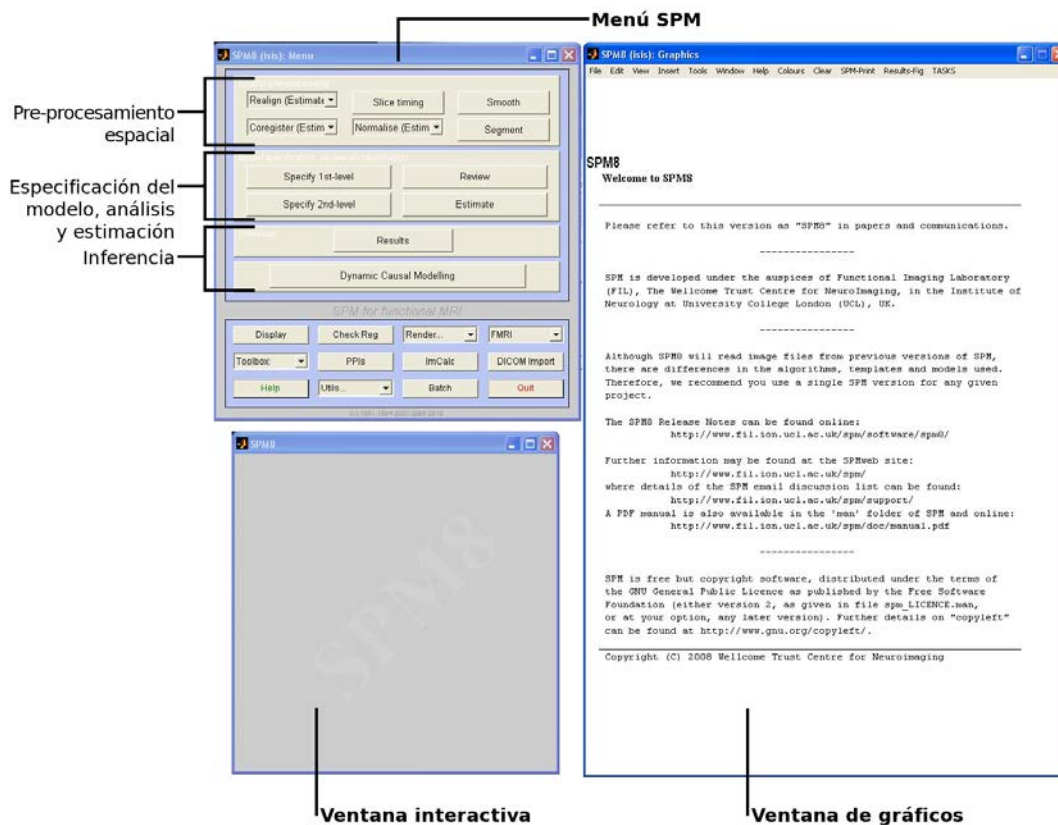 Menú SPM
SPM8 (isis): Menu
Pre-procesamiento
espacial
Realign (Estimate
Slice timing
Smooth
Coregister (Estim
Normalise (Estim
Segment
Especificación del
modelo, análisis
y estimación
Specify 1st-level
Review
Specify 2nd-level
Estimate
Inferencia
Results
Dynamic Causal Modelling
SPM for functional MRI
Display
Check Reg
Render...
FMRI
Toolbox:
PPIs
ImCalc
DICOM Import
Help
Utils...
Batch
Quit
SPM8
SPM8
Ventana interactiva
SPM8 (isis): Graphics
File Edit View Insert Tools Window Help Colours Clear SPM-Print Results-Fig TASKS
SPM8
Welcome to SPM8
Please refer to this version as "SPM8" in papers and communications.
----------------
SPM is developed under the auspices of Functional Imaging Laboratory
(FIL), The Wellcome Trust Centre for NeuroImaging, in the Institute of
Neurology at University College London (UCL), UK.
----------------
Although SPM8 will read image files from previous versions of SPM,
there are differences in the algorithms, templates and models used.
Therefore, we recommend you use a single SPM version for any given
project.
The SPM8 Release Notes can be found online:
http://www.fil.ion.ucl.ac.uk/spm/software/spm8/
Further information may be found at the SPMweb site:
http://www.fil.ion.ucl.ac.uk/spm/
where details of the SPM email discussion list can be found:
http://www.fil.ion.ucl.ac.uk/spm/support/
A PDF manual is also available in the 'man' folder of SPM and online:
http://www.fil.ion.ucl.ac.uk/spm/doc/manual.pdf
----------------
SPM is free but copyright software, distributed under the terms of
the GNU General Public Licence as published by the Free Software
Foundation (either version 2, as given in file spm_LICENCE.man,
or at your option, any later version). Further details on "copyleft"
can be found at http://www.gnu.org/copyleft/.
Copyright (C) 2008 Wellcome Trust Centre for Neuroimaging
Ventana de gráficos